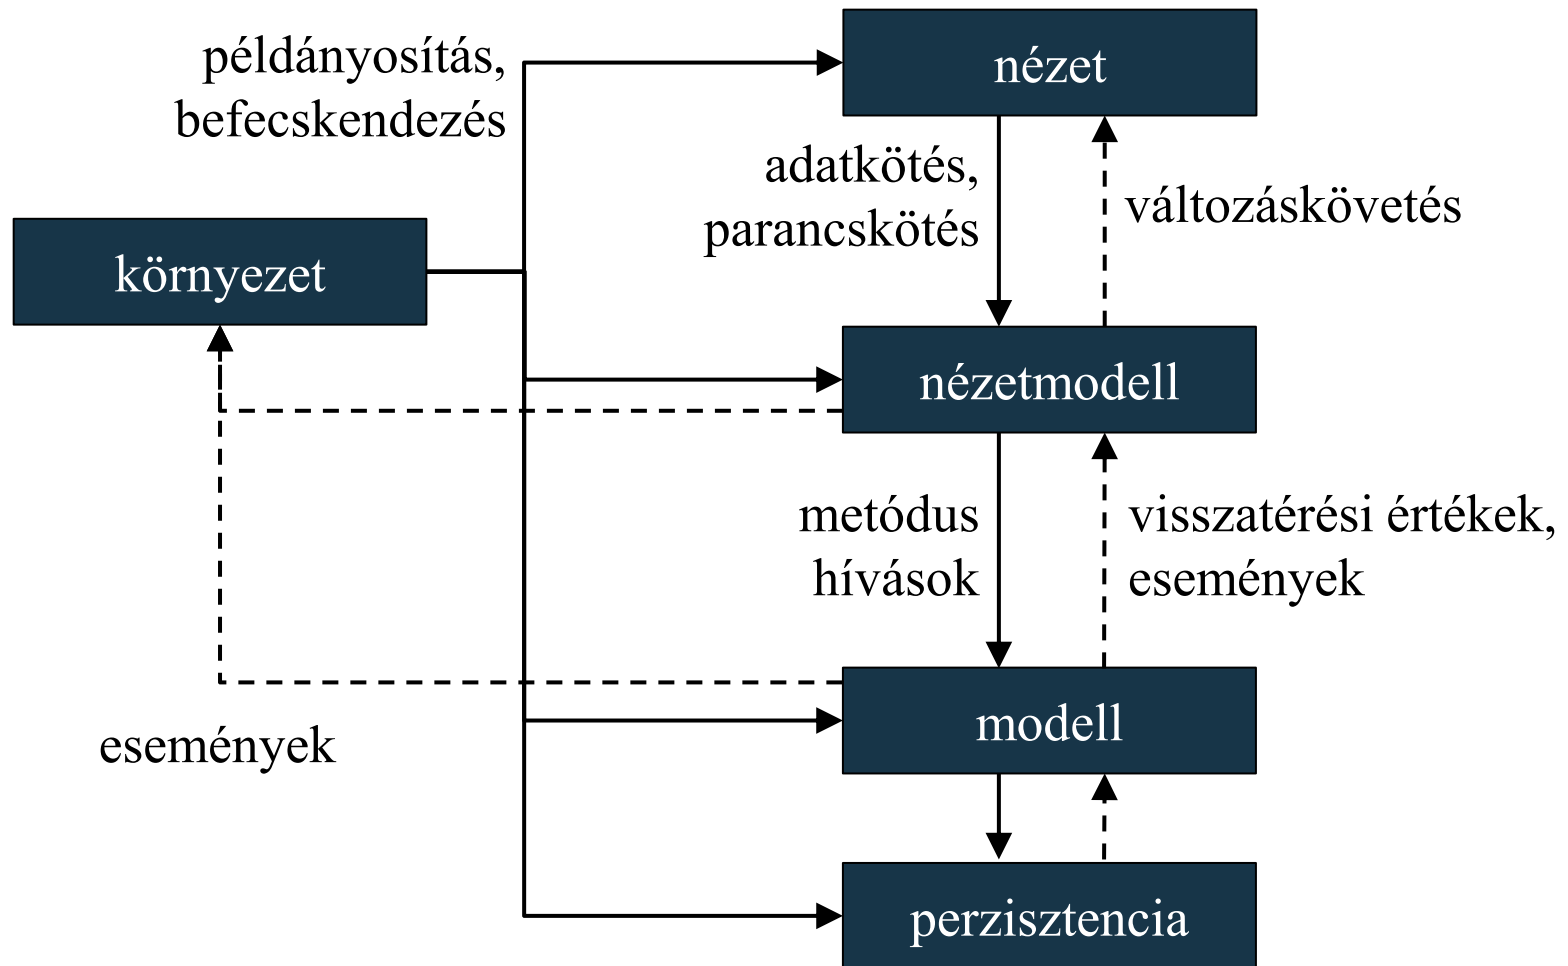 példányosítás,
befecskendezés
nézet
adatkötés,
parancskötés
változáskövetés
környezet
nézetmodell
metódus
hívások
visszatérési értékek,
események
modell
események
perzisztencia